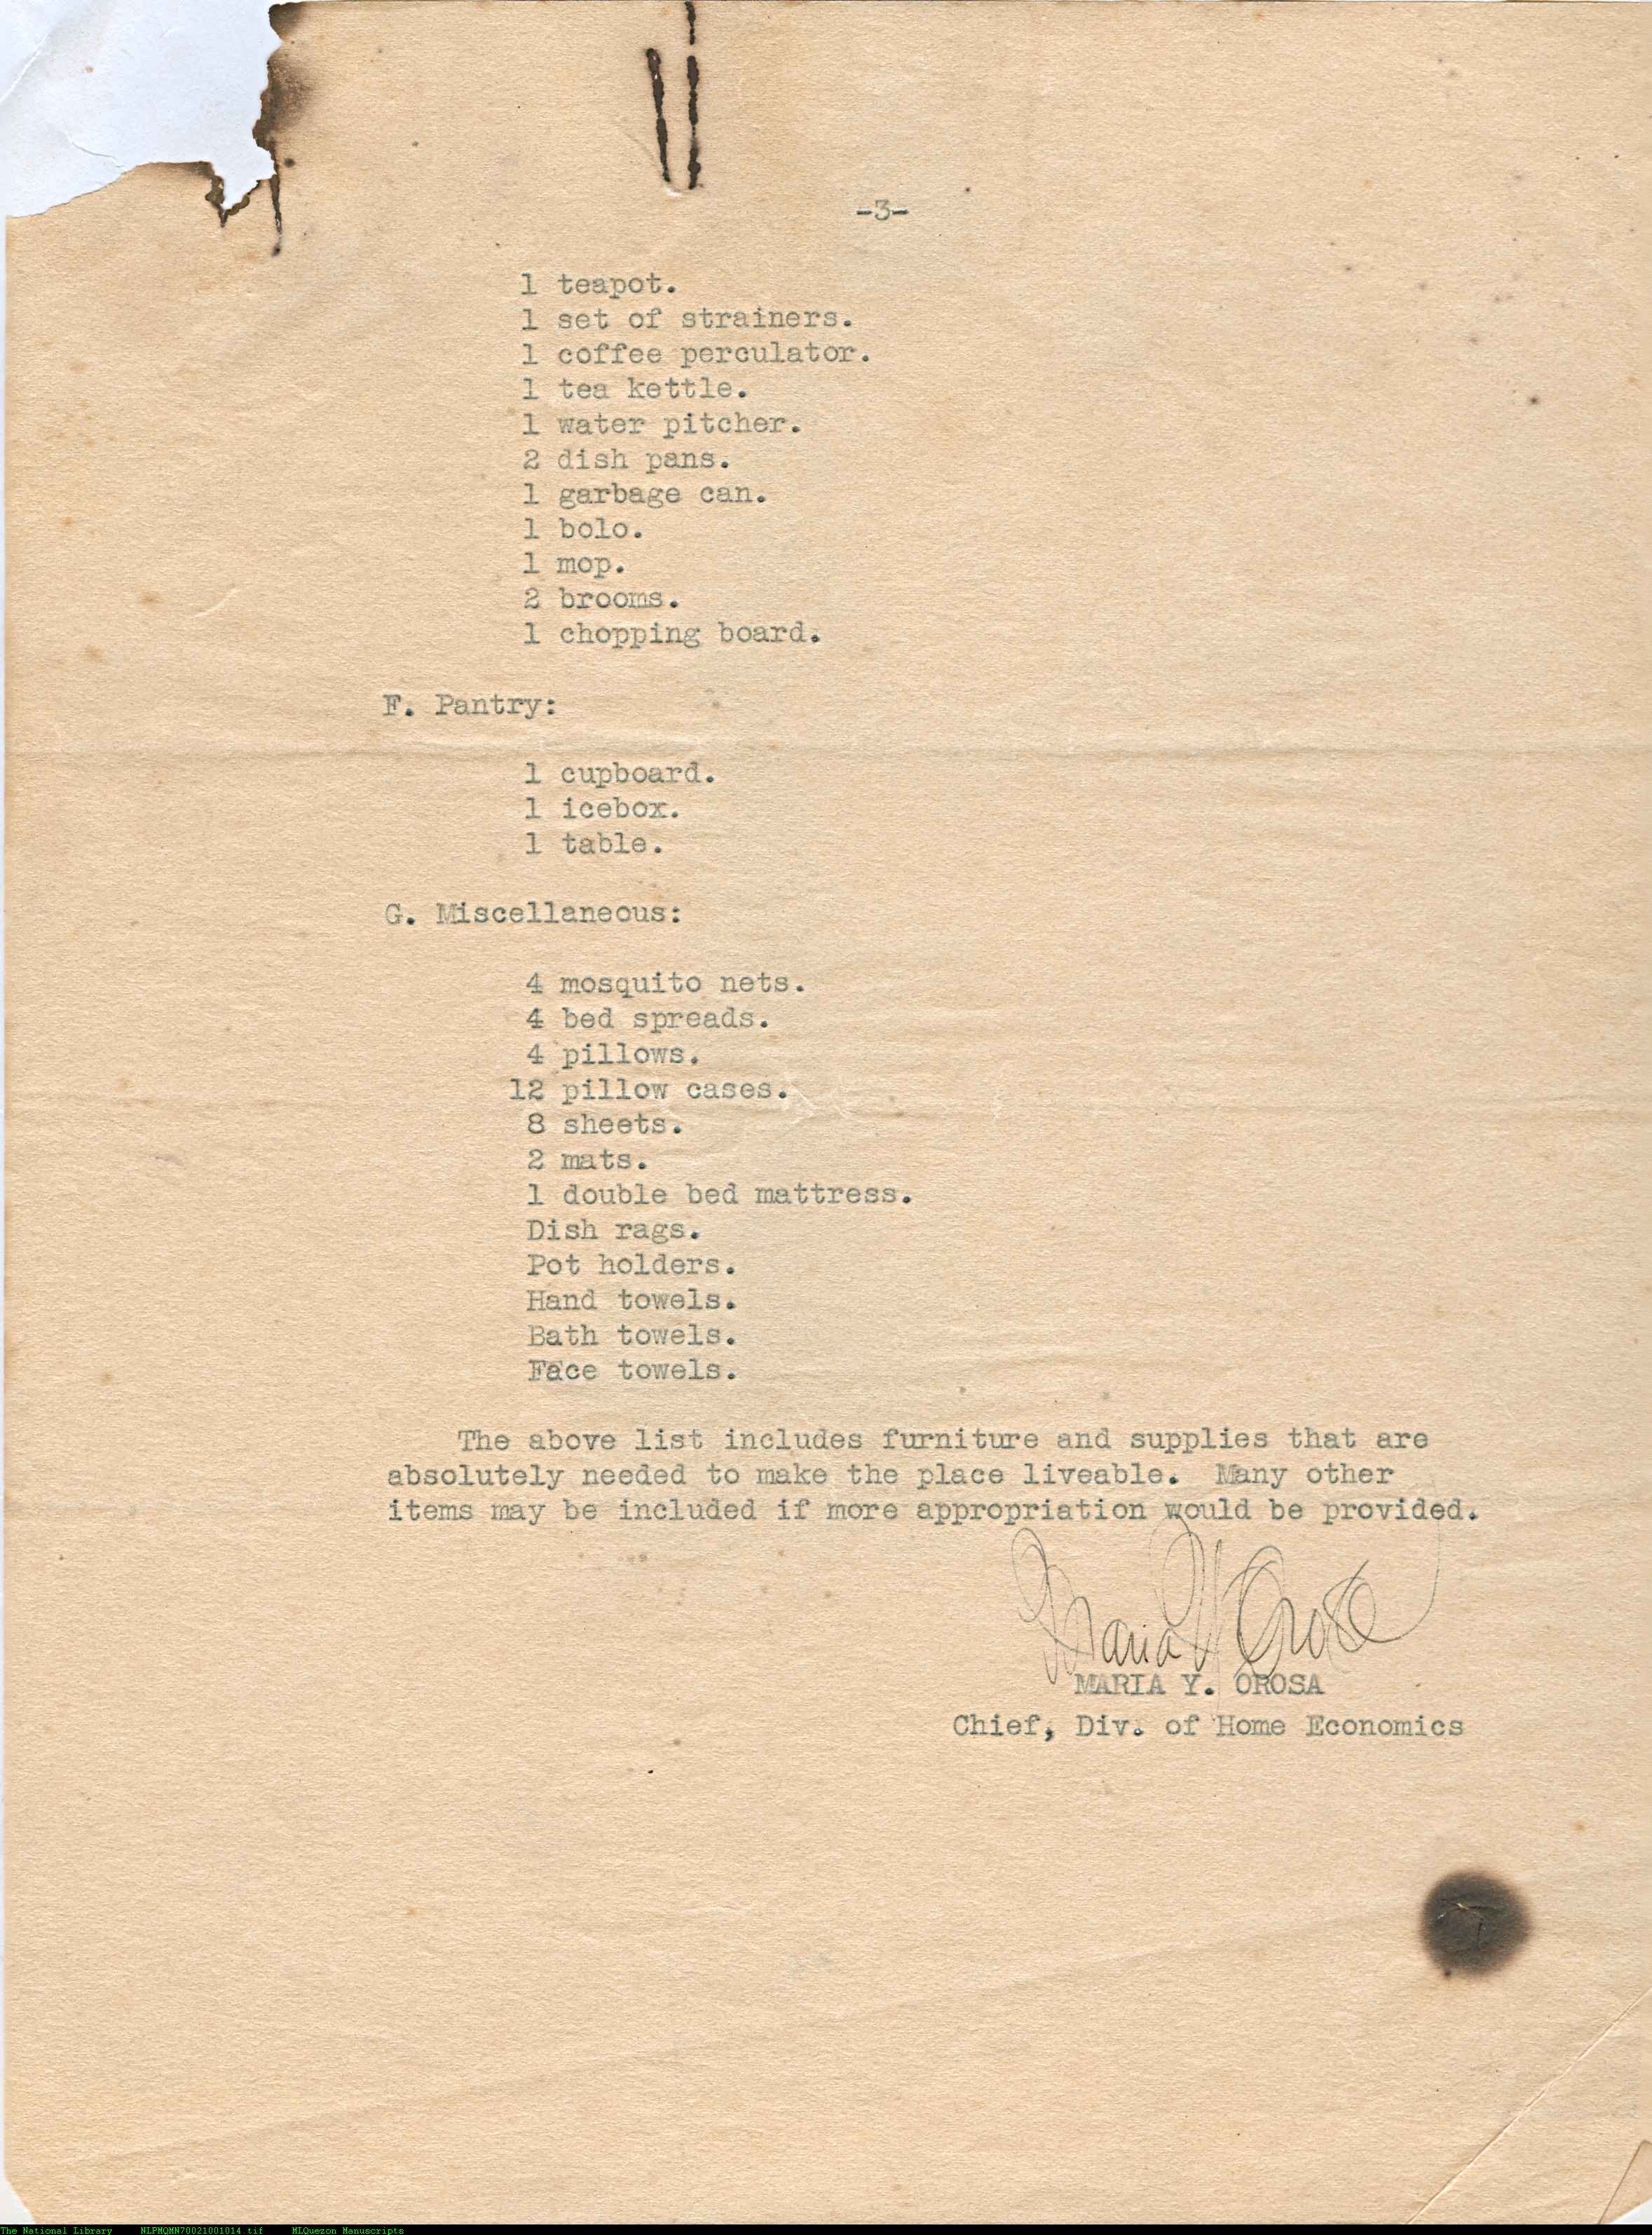 -3-
1 teapot.
1 set of strainers.
1 coffee perculator.
1 tea kettle.
1 water pitcher.
2 dish pans.
1 garbage can.
1 bolo.
1 mop.
2 brooms.
1 chopping board.
F. Pantry:
1 cupboard.
1 icebox.
1 table.
G. Miscellaneous:
4 mosquito nets.
4 bed spreads.
4 pillows.
12 pillow cases.
8 sheets.
2 mats.
1 double bed mattress.
Dish rags.
Pot holders.
Hand towels.
Bath towels.
Face towels.
The above list includes furniture and supplies that are
absolutely needed to make the place liveable. Many other
items may be included if more appropriation would be provided.
Maria Y Orosa
MARIA Y. OROSA
Chief, Div. of Home Economics
The National Library NLPMQMN70021001014 tif MLQuezon Manuscripts